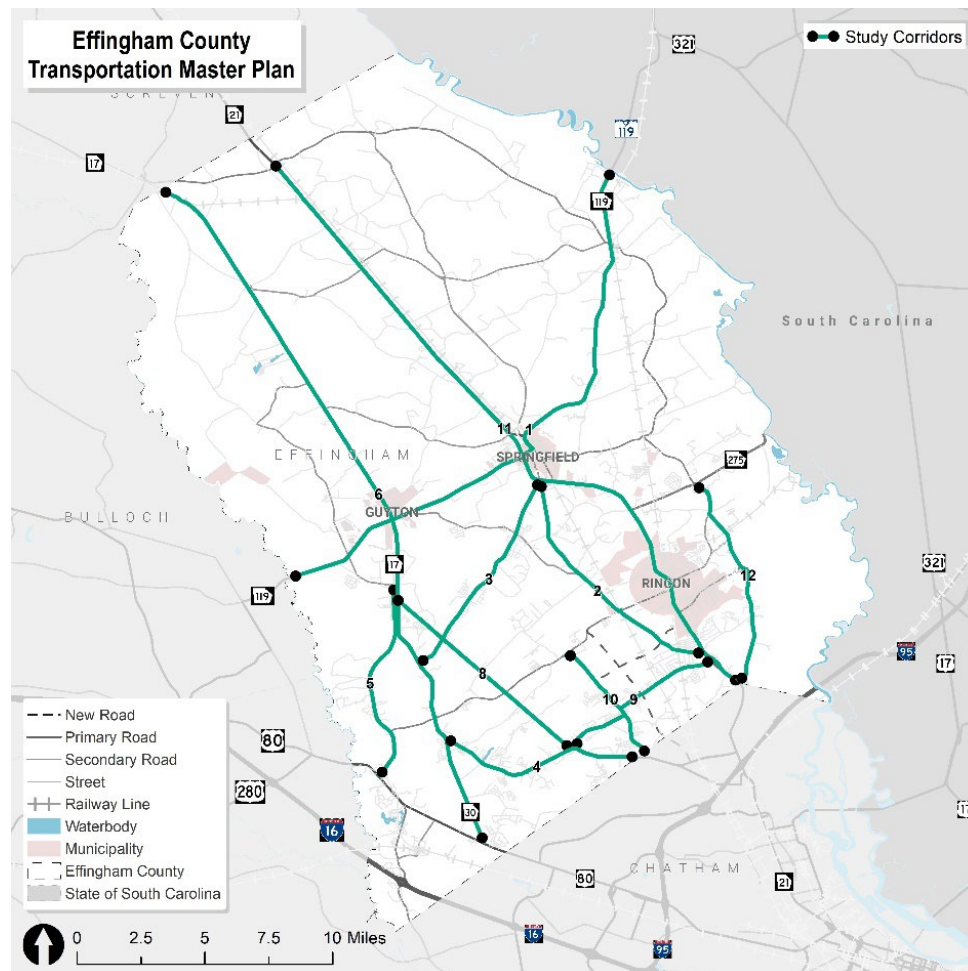 Effingham County
Transportation Master Plan
Study Corridors
321
SCREVEN
21
119
17
119
South Carolina
11
1
SPRINGFIELD
EFFINGHAM
275
6
GUYTON
BULLOCH
17
3
2
RINCON
12
321
119
95
17
5
8
10
9
80
4
280
30
16
CHATHAM
80
21
17
16
95
New Road
Primary Road
Secondary Road
Street
Railway Line
Waterbody
Municipality
Effingham County
State of South Carolina
0 2.5 5 7.5 10 Miles